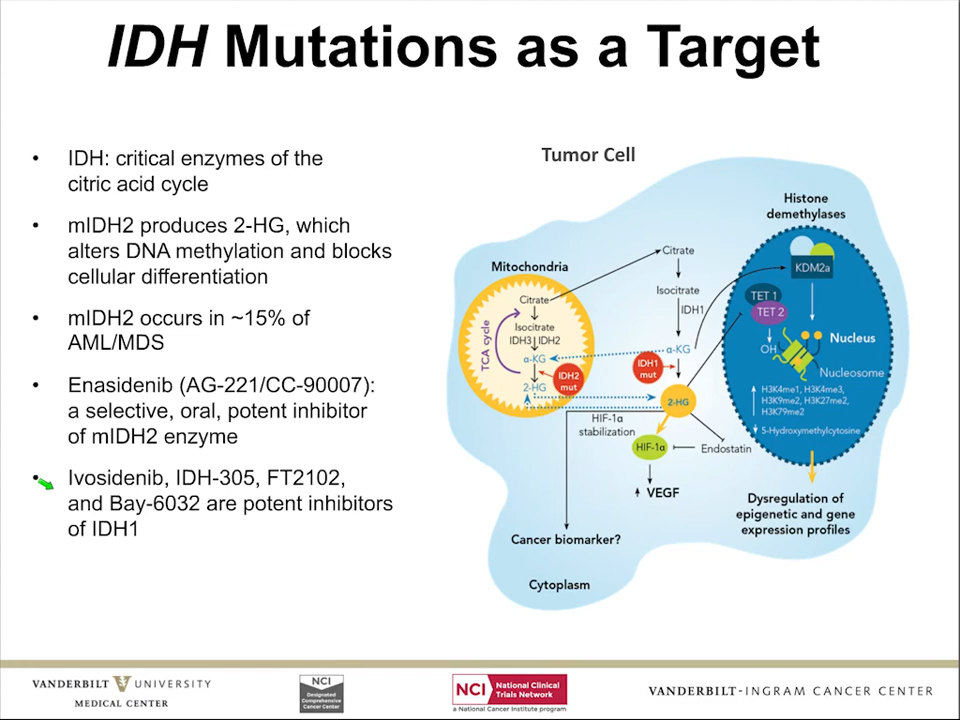 IDH Mutations as a Target
• IDH: critical enzymes of the
citric acid cycle
• mIDH2 produces 2-HG, which
alters DNA methylation and blocks
cellular differentiation
• mIDH2 occurs in ~15% of
AML/MDS
• Enasidenib (AG-221/CC-90007):
a selective, oral, potent inhibitor
of mIDH2 enzyme
• Ivosidenib, IDH-305, FT2102,
and Bay-6032 are potent inhibitors
of IDH1
Tumor Cell
Mitochondria
Citrate
Isocitrate
IDH3 IDH2
α-KG
2-HG
TCA cycle
IDH2
mut
Citrate
Isocitrate
IDH1
α-KG
IDH1
mut
2-HG
HIF-1α
stabilization
HIF-1α
Endostatin
VEGF
Cancer biomarker?
Cytoplasm
Histone
demethylases
KDM2a
TET 1
TET 2
OH
Nucleus
Nucleosome
H3K4me1, H3K4me3,
H3K9me2, H3K27me2,
H3K79me2
5-Hydroxymethylcytosine
Dysregulation of
epigenetic and gene
expression profiles
VANDERBILT UNIVERSITY
MEDICAL CENTER
NCI
Designated
Comprehensive
Cancer Center
NCI National Clinical
Trials Network
a National Cancer Institute program
VANDERBILT-INGRAM CANCER CENTER